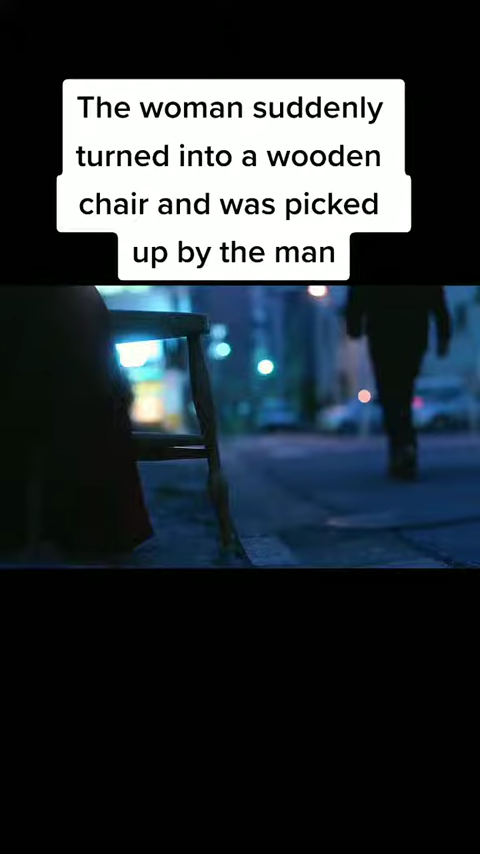 The woman suddenly
turned into a wooden
chair and was picked
up by the man